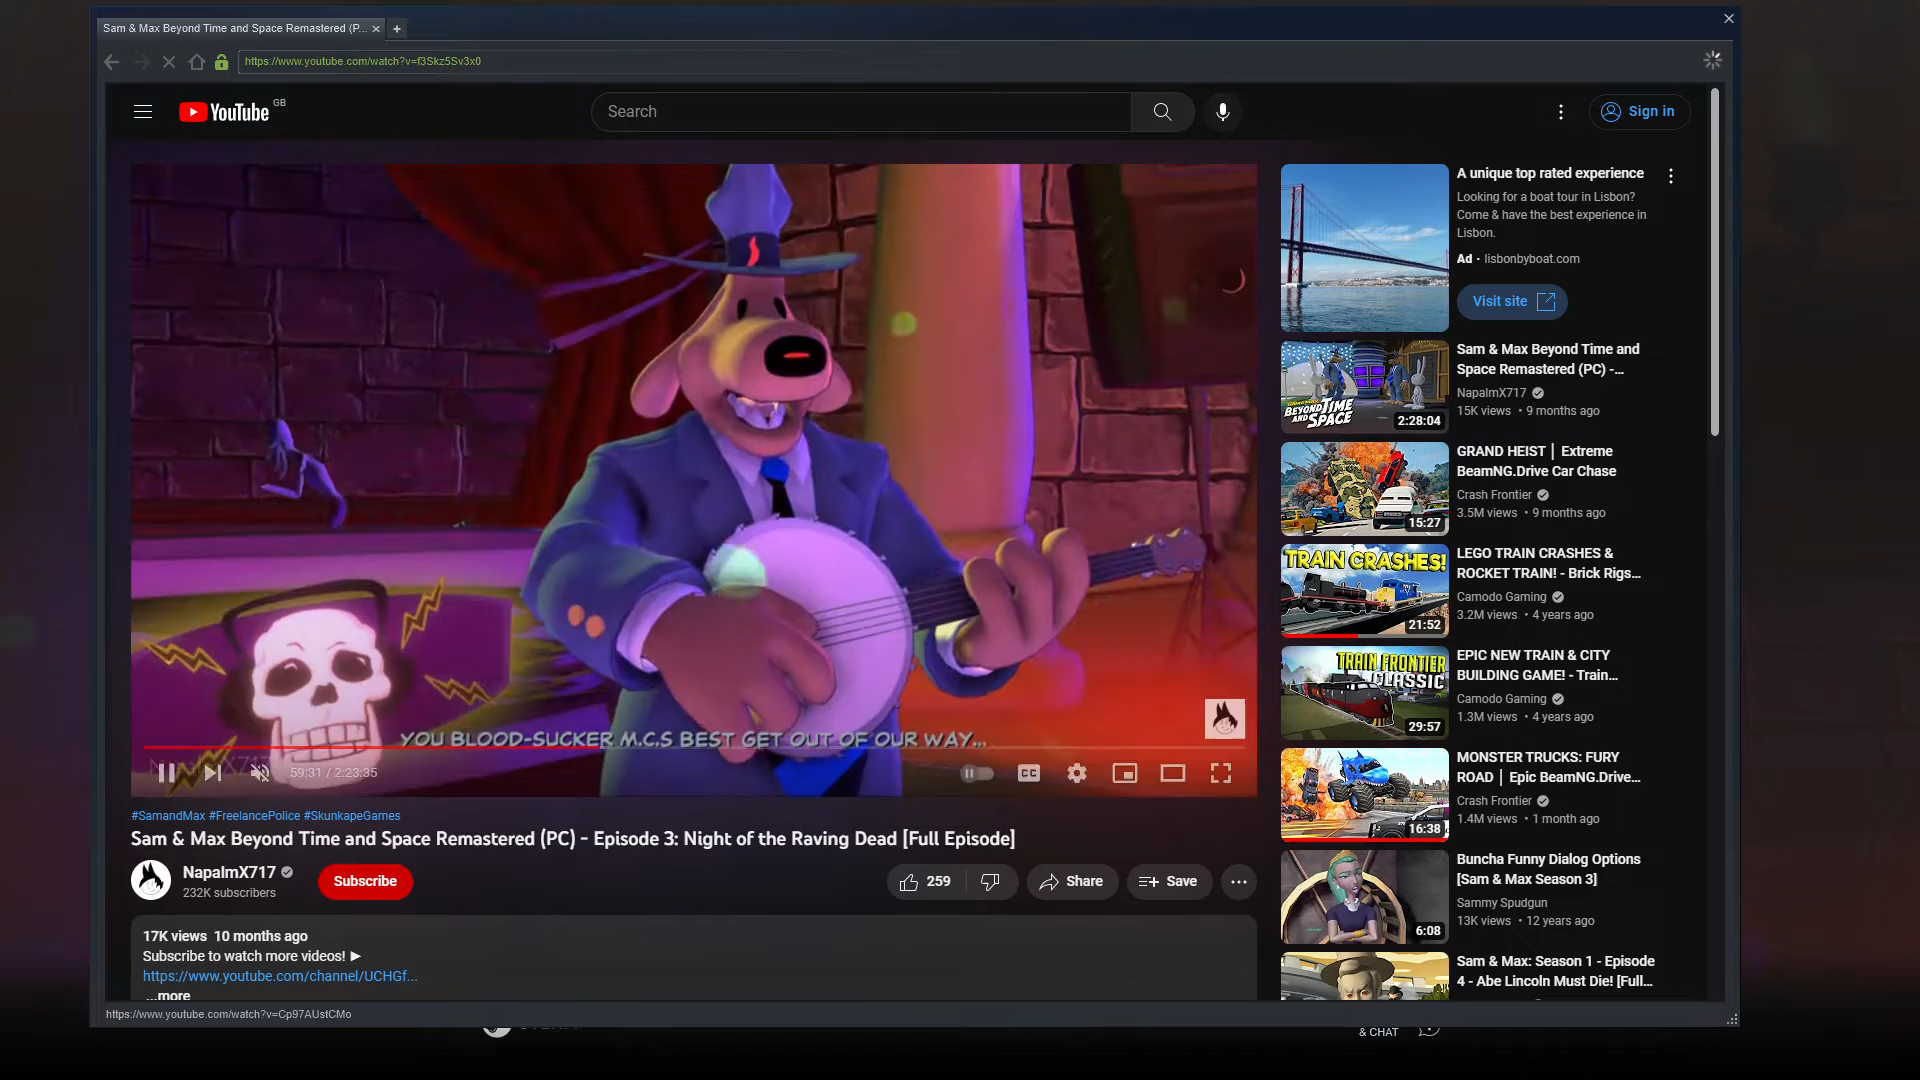 Sam & Max Beyond Time and Space Remastered (P...
https://www.youtube.com/watch?v=f3Skz5Sv3x0
YouTube GB
Search
Sign in
YOU BLOOD-SUCKER M.C.S BEST GET OUT OF OUR WAY...
NapalmX717
59:31 / 2:23:35
CC
#SamandMax #FreelancePolice #SkunkapeGames
Sam & Max Beyond Time and Space Remastered (PC) - Episode 3: Night of the Raving Dead [Full Episode]
NapalmX717
232K subscribers
Subscribe
259
Share
Save
17K views 10 months ago
Subscribe to watch more videos! ►
https://www.youtube.com/channel/UCHGf...
...more
A unique top rated experience
Looking for a boat tour in Lisbon?
Come & have the best experience in
Lisbon.
Ad · lisbonbyboat.com
Visit site
BEYOND TIME
AND SPACE
2:28:04
Sam & Max Beyond Time and
Space Remastered (PC) -...
NapalmX717
15K views • 9 months ago
15:27
GRAND HEIST │ Extreme
BeamNG.Drive Car Chase
Crash Frontier
3.5M views • 9 months ago
TRAIN CRASHES!
21:52
LEGO TRAIN CRASHES &
ROCKET TRAIN! - Brick Rigs...
Camodo Gaming
3.2M views • 4 years ago
TRAIN FRONTIER
CLASSIC
29:57
EPIC NEW TRAIN & CITY
BUILDING GAME! - Train...
Camodo Gaming
1.3M views • 4 years ago
16:38
MONSTER TRUCKS: FURY
ROAD │ Epic BeamNG.Drive...
Crash Frontier
1.4M views • 1 month ago
6:08
Buncha Funny Dialog Options
[Sam & Max Season 3]
Sammy Spudgun
13K views • 12 years ago
Sam & Max: Season 1 - Episode
4 - Abe Lincoln Must Die! [Full...
https://www.youtube.com/watch?v=Cp97AUstCMo
& CHAT